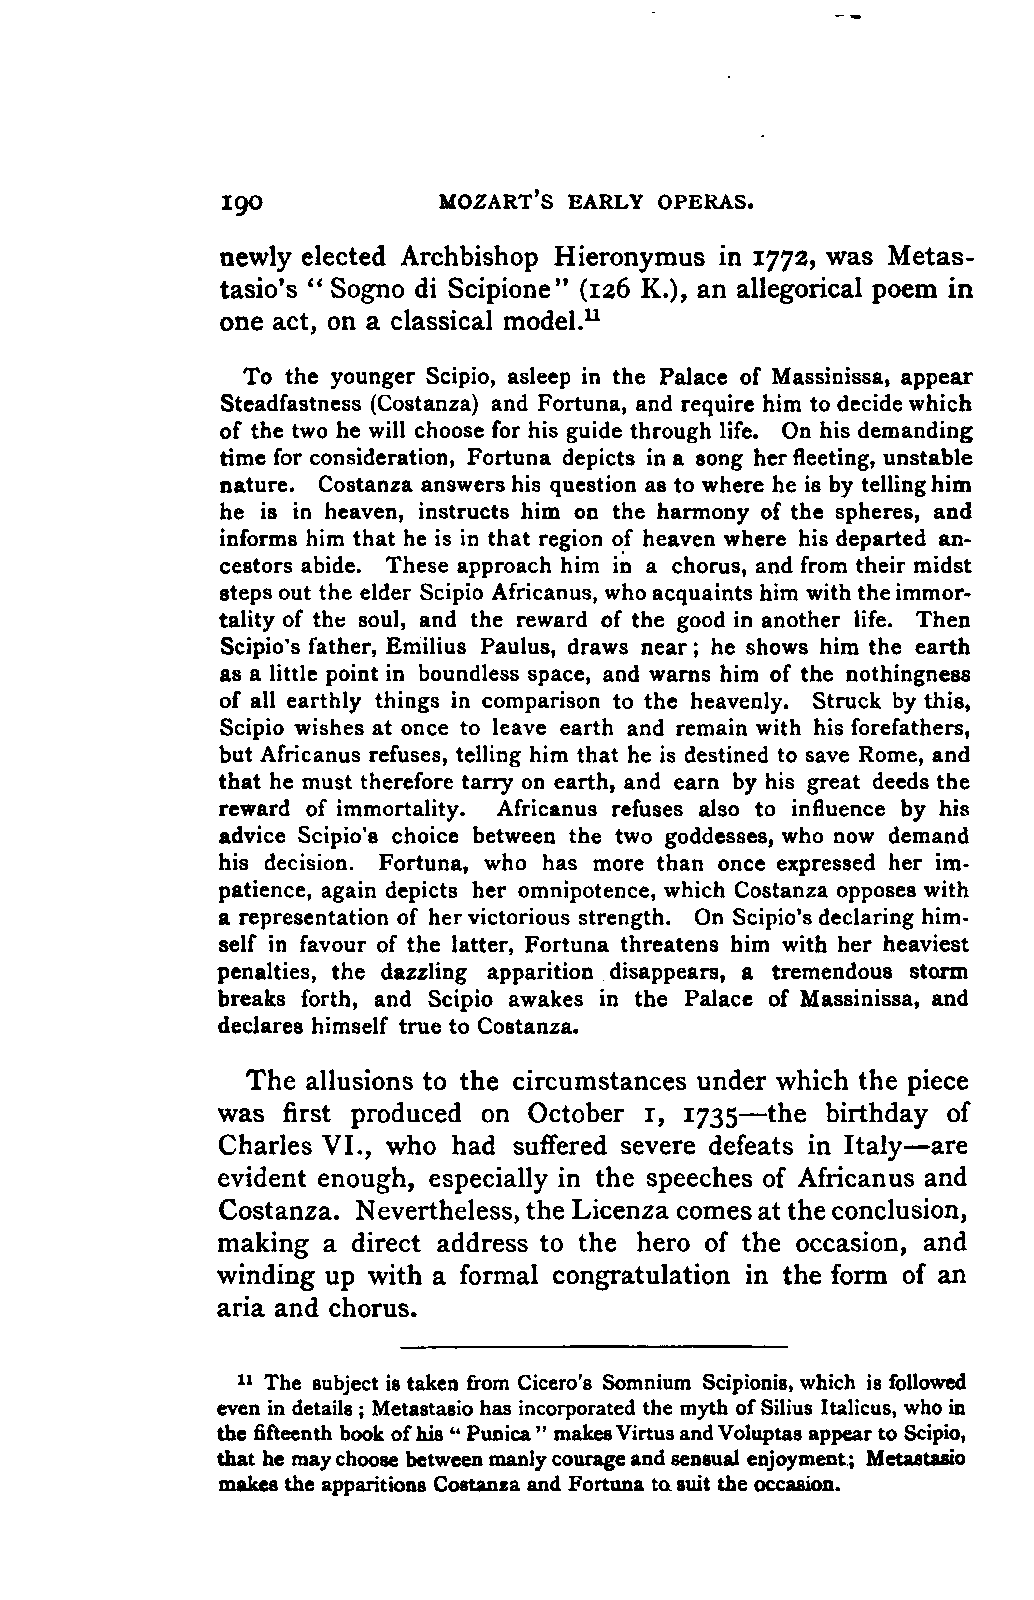 190 MOZART'S EARLY OPERAS.
newly elected Archbishop Hieronymus in 1772, was Metas-
tasio's “ Sogno di Scipione” (126 K.), an allegorical poem in
one act, on a classical model.¹¹
To the younger Scipio, asleep in the Palace of Massinissa, appear
Steadfastness (Costanza) and Fortuna, and require him to decide which
of the two he will choose for his guide through life. On his demanding
time for consideration, Fortuna depicts in a song her fleeting, unstable
nature. Costanza answers his question as to where he is by telling him
he is in heaven, instructs him on the harmony of the spheres, and
informs him that he is in that region of heaven where his departed an-
cestors abide. These approach him in a chorus, and from their midst
steps out the elder Scipio Africanus, who acquaints him with the immor-
tality of the soul, and the reward of the good in another life. Then
Scipio's father, Emilius Paulus, draws near ; he shows him the earth
as a little point in boundless space, and warns him of the nothingness
of all earthly things in comparison to the heavenly. Struck by this,
Scipio wishes at once to leave earth and remain with his forefathers,
but Africanus refuses, telling him that he is destined to save Rome, and
that he must therefore tarry on earth, and earn by his great deeds the
reward of immortality. Africanus refuses also to influence by his
advice Scipio's choice between the two goddesses, who now demand
his decision. Fortuna, who has more than once expressed her im-
patience, again depicts her omnipotence, which Costanza opposes with
a representation of her victorious strength. On Scipio's declaring him-
self in favour of the latter, Fortuna threatens him with her heaviest
penalties, the dazzling apparition disappears, a tremendous storm
breaks forth, and Scipio awakes in the Palace of Massinissa, and
declares himself true to Costanza.
The allusions to the circumstances under which the piece
was first produced on October 1, 1735—the birthday of
Charles VI., who had suffered severe defeats in Italy—are
evident enough, especially in the speeches of Africanus and
Costanza. Nevertheless, the Licenza comes at the conclusion,
making a direct address to the hero of the occasion, and
winding up with a formal congratulation in the form of an
aria and chorus.
¹¹ The subject is taken from Cicero's Somnium Scipionis, which is followed
even in details ; Metastasio has incorporated the myth of Silius Italicus, who in
the fifteenth book of his “ Punica ” makes Virtus and Voluptas appear to Scipio,
that he may choose between manly courage and sensual enjoyment ; Metastasio
makes the apparitions Costanza and Fortuna to suit the occasion.